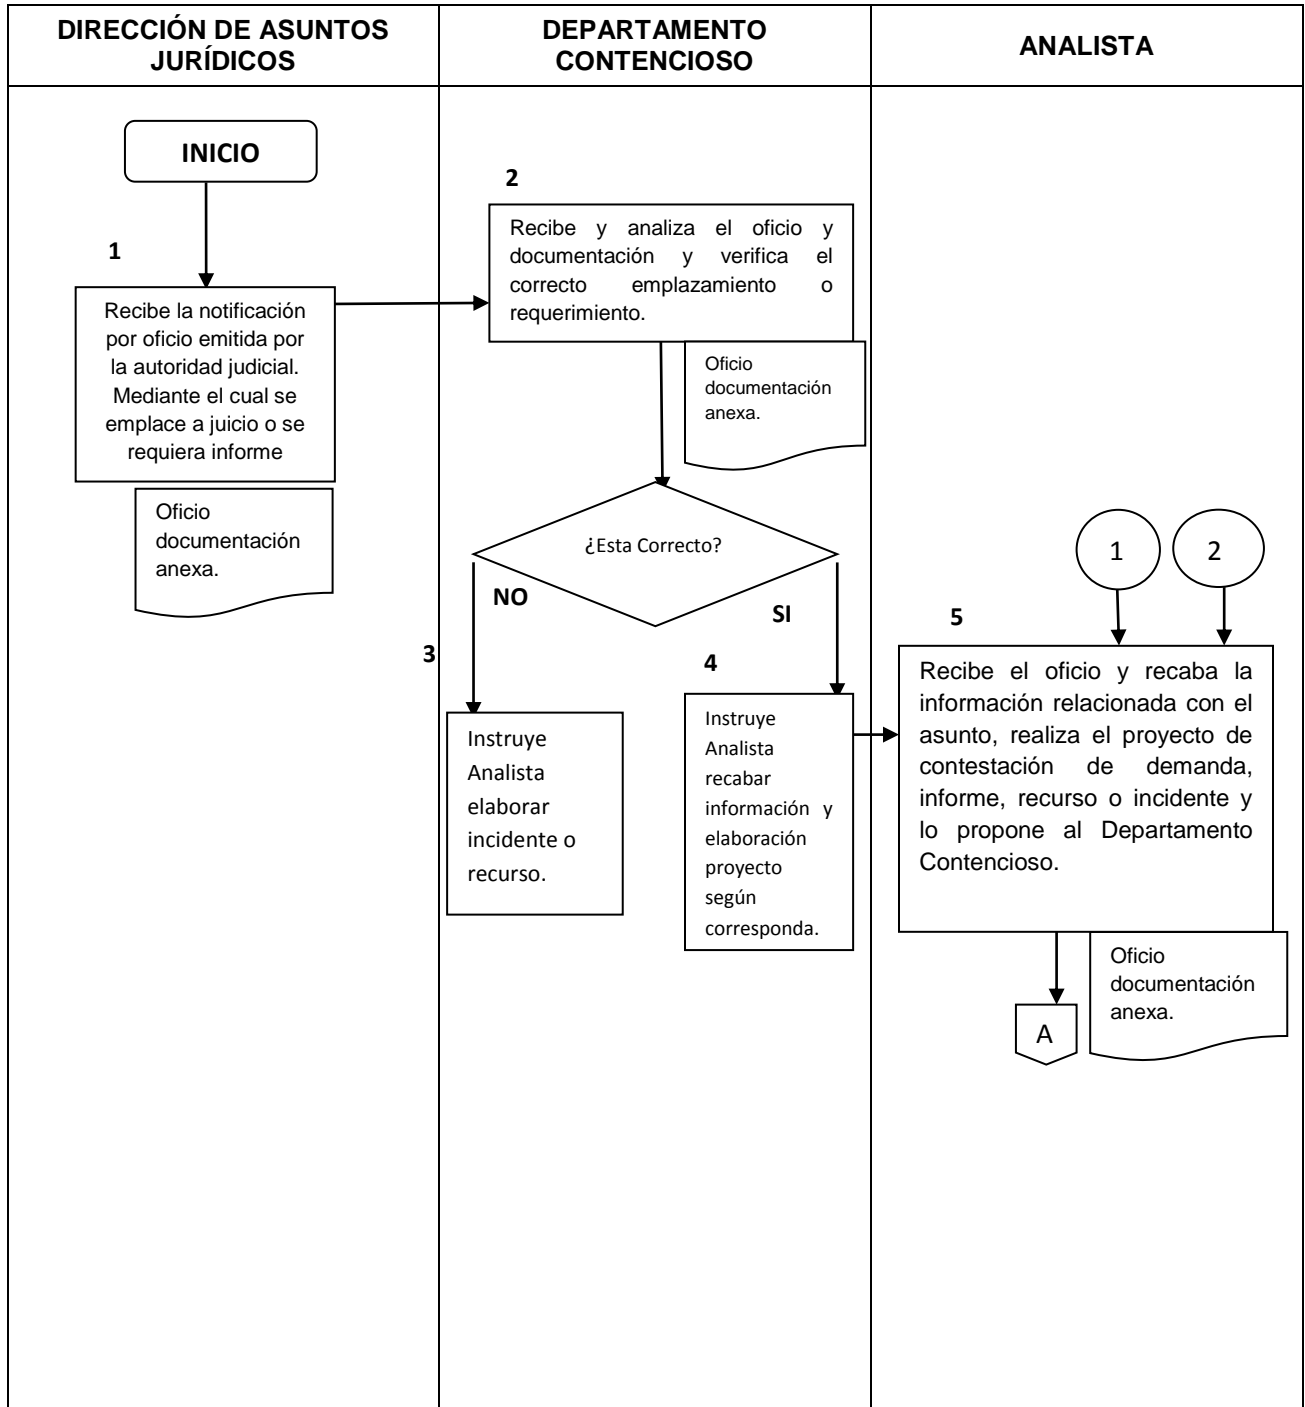 DIRECCIÓN DE ASUNTOS
JURÍDICOS
DEPARTAMENTO
CONTENCIOSO
ANALISTA
INICIO
1
Recibe la notificación
por oficio emitida por
la autoridad judicial.
Mediante el cual se
emplace a juicio o se
requiera informe
Oficio
documentación
anexa.
2
Recibe y analiza el oficio y
documentación y verifica el
correcto emplazamiento o
requerimiento.
Oficio
documentación
anexa.
¿Esta Correcto?
NO
SI
3
Instruye
Analista
elaborar
incidente o
recurso.
4
Instruye
Analista
recabar
información y
elaboración
proyecto
según
corresponda.
1
2
5
Recibe el oficio y recaba la
información relacionada con el
asunto, realiza el proyecto de
contestación de demanda,
informe, recurso o incidente y
lo propone al Departamento
Contencioso.
Oficio
documentación
anexa.
A